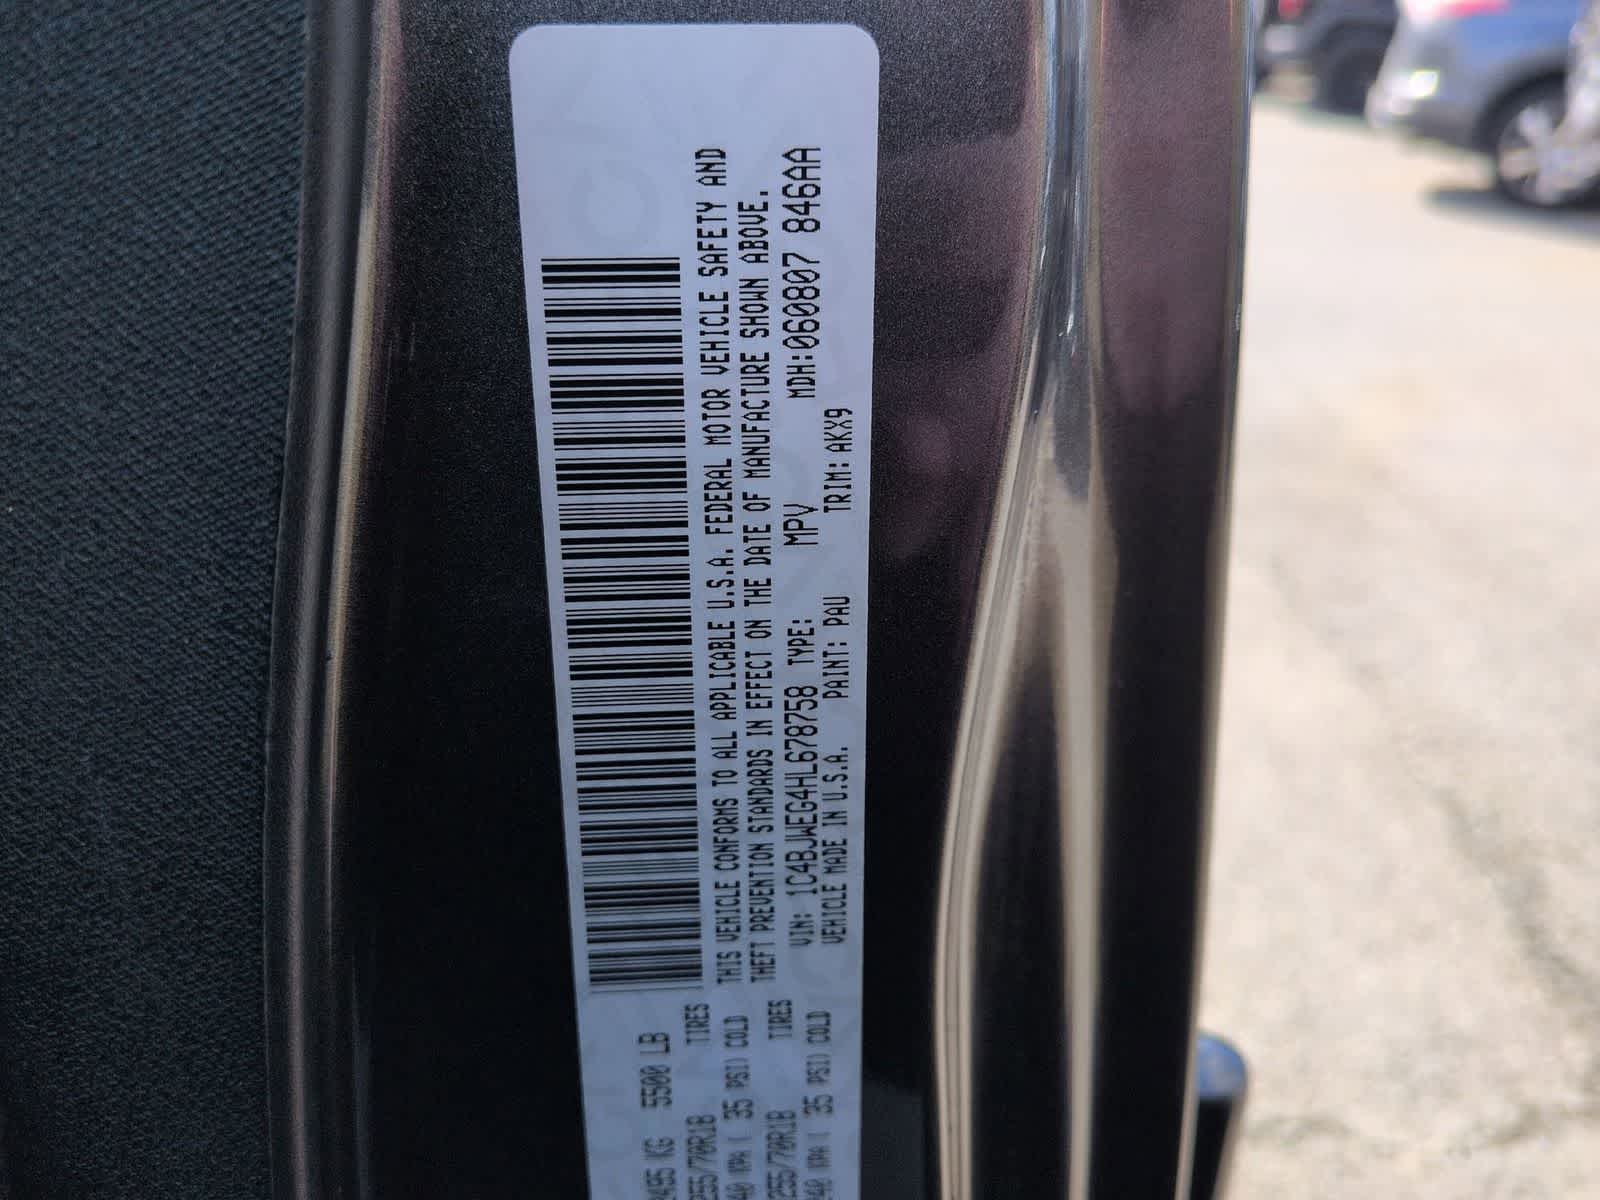 2495 KG 5500 LB
255/70R18 TIRES
240 KPA ( 35 PSI) COLD
255/70R18 TIRES
240 KPA ( 35 PSI) COLD
THIS VEHICLE CONFORMS TO ALL APPLICABLE U.S.A. FEDERAL MOTOR VEHICLE SAFETY AND
THEFT PREVENTION STANDARDS IN EFFECT ON THE DATE OF MANUFACTURE SHOWN ABOVE.
VIN: 1C4BJWEG4HL678758 TYPE: MPV MDH:060807 846AA
VEHICLE MADE IN U.S.A. PAINT: PAU TRIM: AKX9